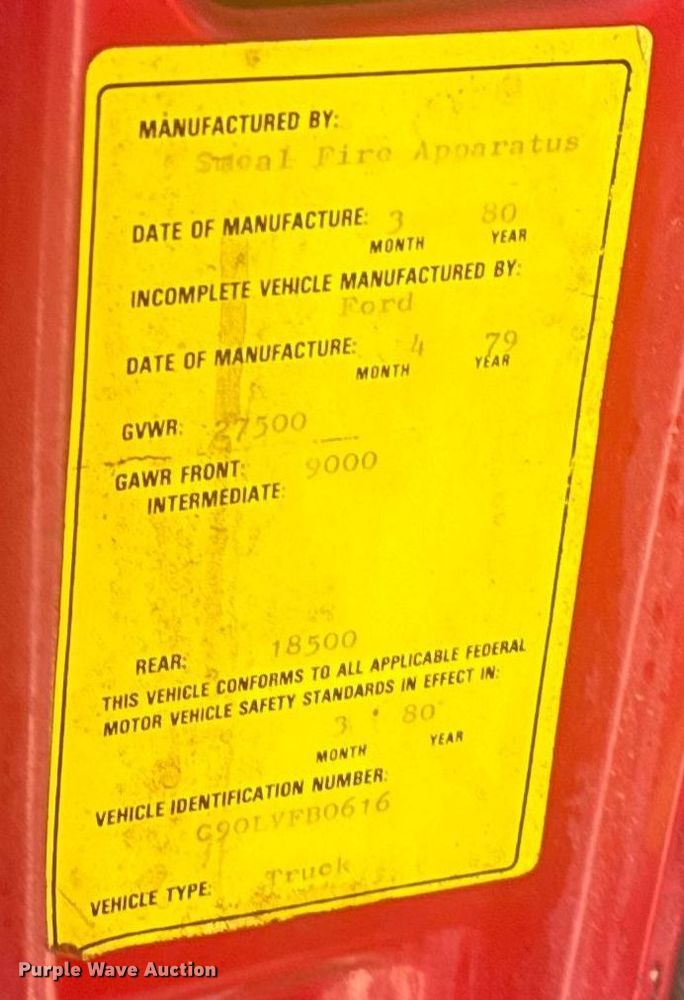 MANUFACTURED BY:
Smeal Fire Apparatus
DATE OF MANUFACTURE: 3 80
MONTH YEAR
INCOMPLETE VEHICLE MANUFACTURED BY:
Ford
DATE OF MANUFACTURE: 4 79
MONTH YEAR
GVWR: 27500
GAWR FRONT: 9000
INTERMEDIATE:
REAR: 18500
THIS VEHICLE CONFORMS TO ALL APPLICABLE FEDERAL
MOTOR VEHICLE SAFETY STANDARDS IN EFFECT IN:
3 80
MONTH YEAR
VEHICLE IDENTIFICATION NUMBER:
C90LVFB0616
VEHICLE TYPE: Truck
Purple Wave Auction